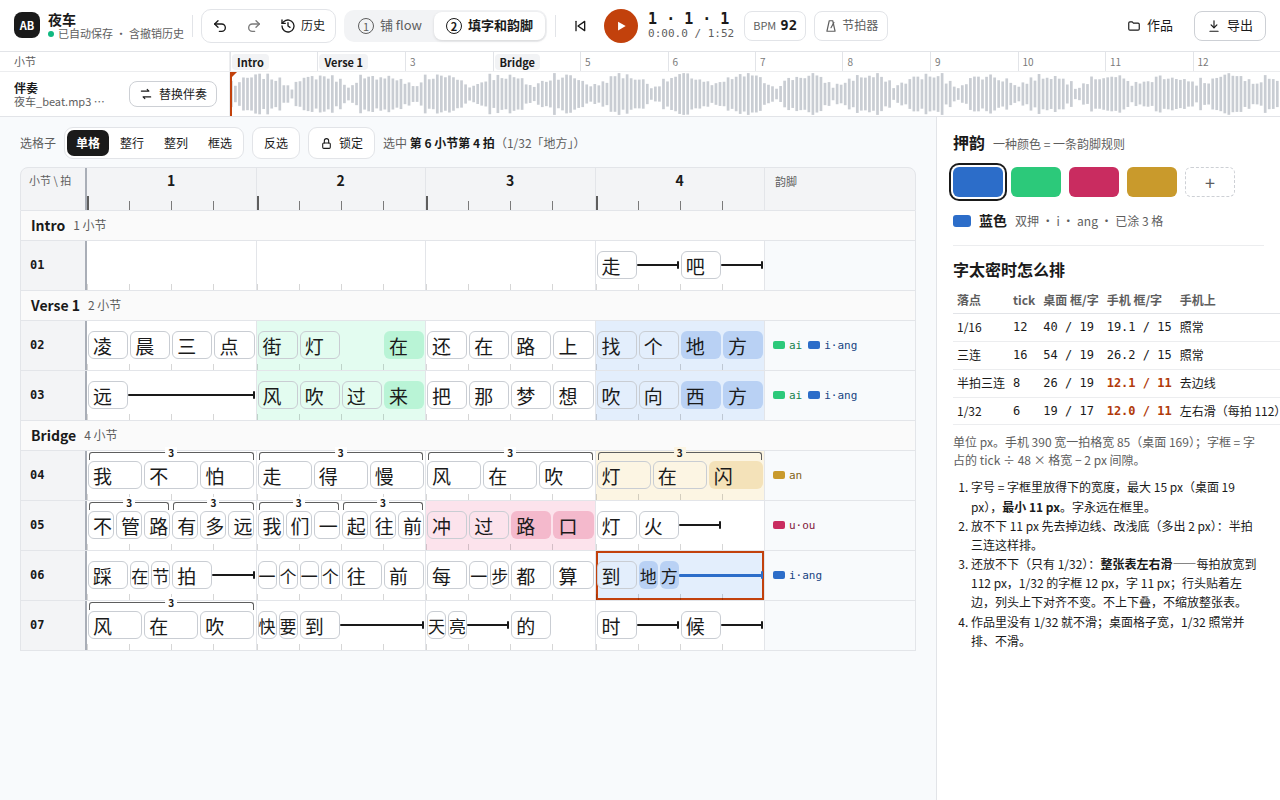 AB 夜车 已自动保存 · 含撤销历史 历史 1 铺 flow 2 填字和韵脚 1 · 1 · 1 0:00.0 / 1:52 BPM 92 节拍器 作品 导出
小节 Intro Verse 1 3 Bridge 5 6 7 8 9 10 11 12
伴奏 夜车_beat.mp3 ··· 替换伴奏
选格子 单格 整行 整列 框选 反选 锁定 选中 第 6 小节第 4 拍（1/32「地方」）
小节 \ 拍 1 2 3 4 韵脚
Intro 1 小节
01 走 吧
Verse 1 2 小节
02 凌 晨 三 点 街 灯 在 还 在 路 上 找 个 地 方 ai i·ang
03 远 风 吹 过 来 把 那 梦 想 吹 向 西 方 ai i·ang
Bridge 4 小节
3 3 3 3
04 我 不 怕 走 得 慢 风 在 吹 灯 在 闪 an
3 3 3 3
05 不 管 路 有 多 远 我 们 一 起 往 前 冲 过 路 口 灯 火 u·ou
06 踩 在 节 拍 一 个 一 个 往 前 每 一 步 都 算 到 地 方 i·ang
3
07 风 在 吹 快 要 到 天 亮 的 时 候
押韵 一种颜色 = 一条韵脚规则
+
蓝色 双押 · i · ang · 已涂 3 格
字太密时怎么排
落点 tick 桌面 框/字 手机 框/字 手机上
1/16 12 40 / 19 19.1 / 15 照常
三连 16 54 / 19 26.2 / 15 照常
半拍三连 8 26 / 19 12.1 / 11 去边线
1/32 6 19 / 17 12.0 / 11 左右滑（每拍 112）
单位 px。手机 390 宽一拍格宽 85（桌面 169）；字框 = 字
占的 tick ÷ 48 × 格宽 − 2 px 间隙。
1. 字号 = 字框里放得下的宽度，最大 15 px（桌面 19
px），最小 11 px。字永远在框里。
2. 放不下 11 px 先去掉边线、改浅底（多出 2 px）：半拍
三连这样排。
3. 还放不下（只有 1/32）：整张表左右滑——每拍放宽到
112 px，1/32 的字框 12 px，字 11 px；行头贴着左
边，列头上下对齐不变。不上下叠，不缩放整张表。
4. 作品里没有 1/32 就不滑；桌面格子宽，1/32 照常并
排、不滑。